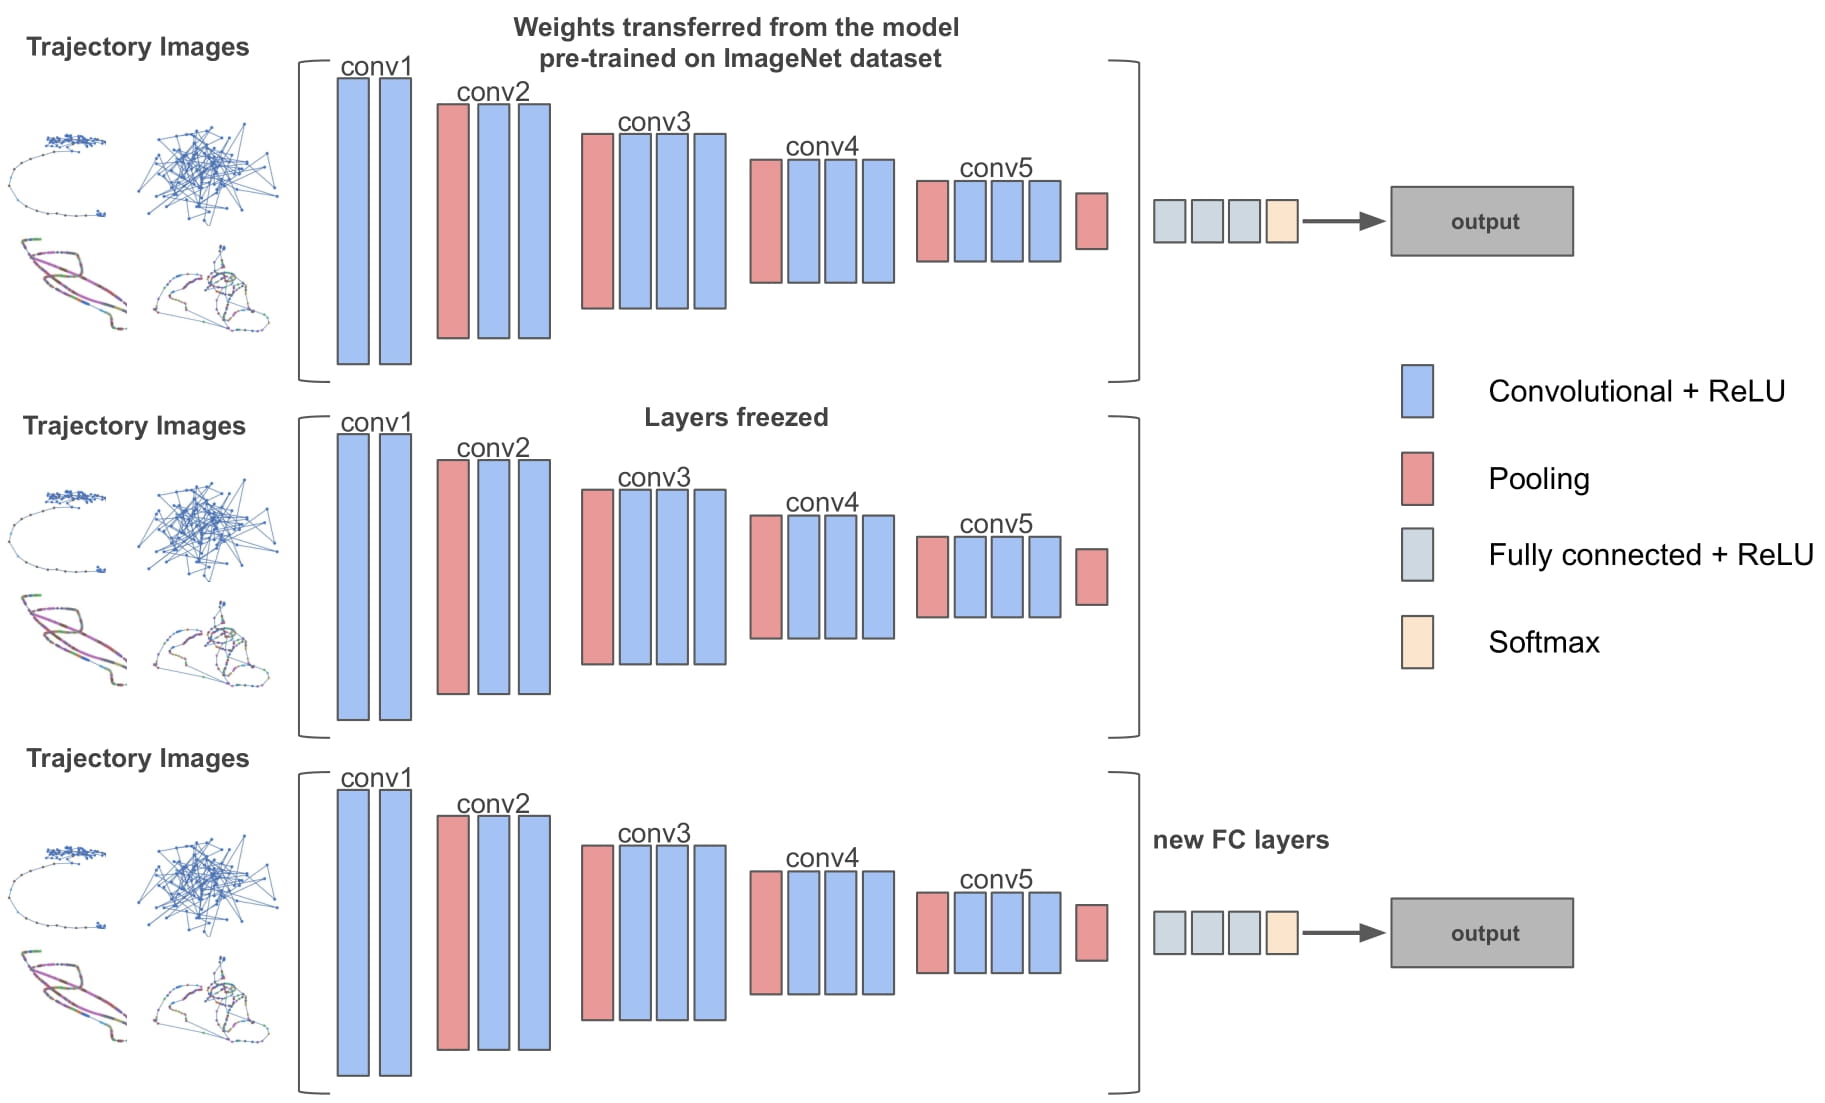 Trajectory Images
Weights transferred from the model
pre-trained on ImageNet dataset
conv1
conv2
conv3
conv4
conv5
output
Convolutional + ReLU
Pooling
Fully connected + ReLU
Softmax
Trajectory Images
Layers freezed
conv1
conv2
conv3
conv4
conv5
Trajectory Images
conv1
conv2
conv3
conv4
conv5
new FC layers
output